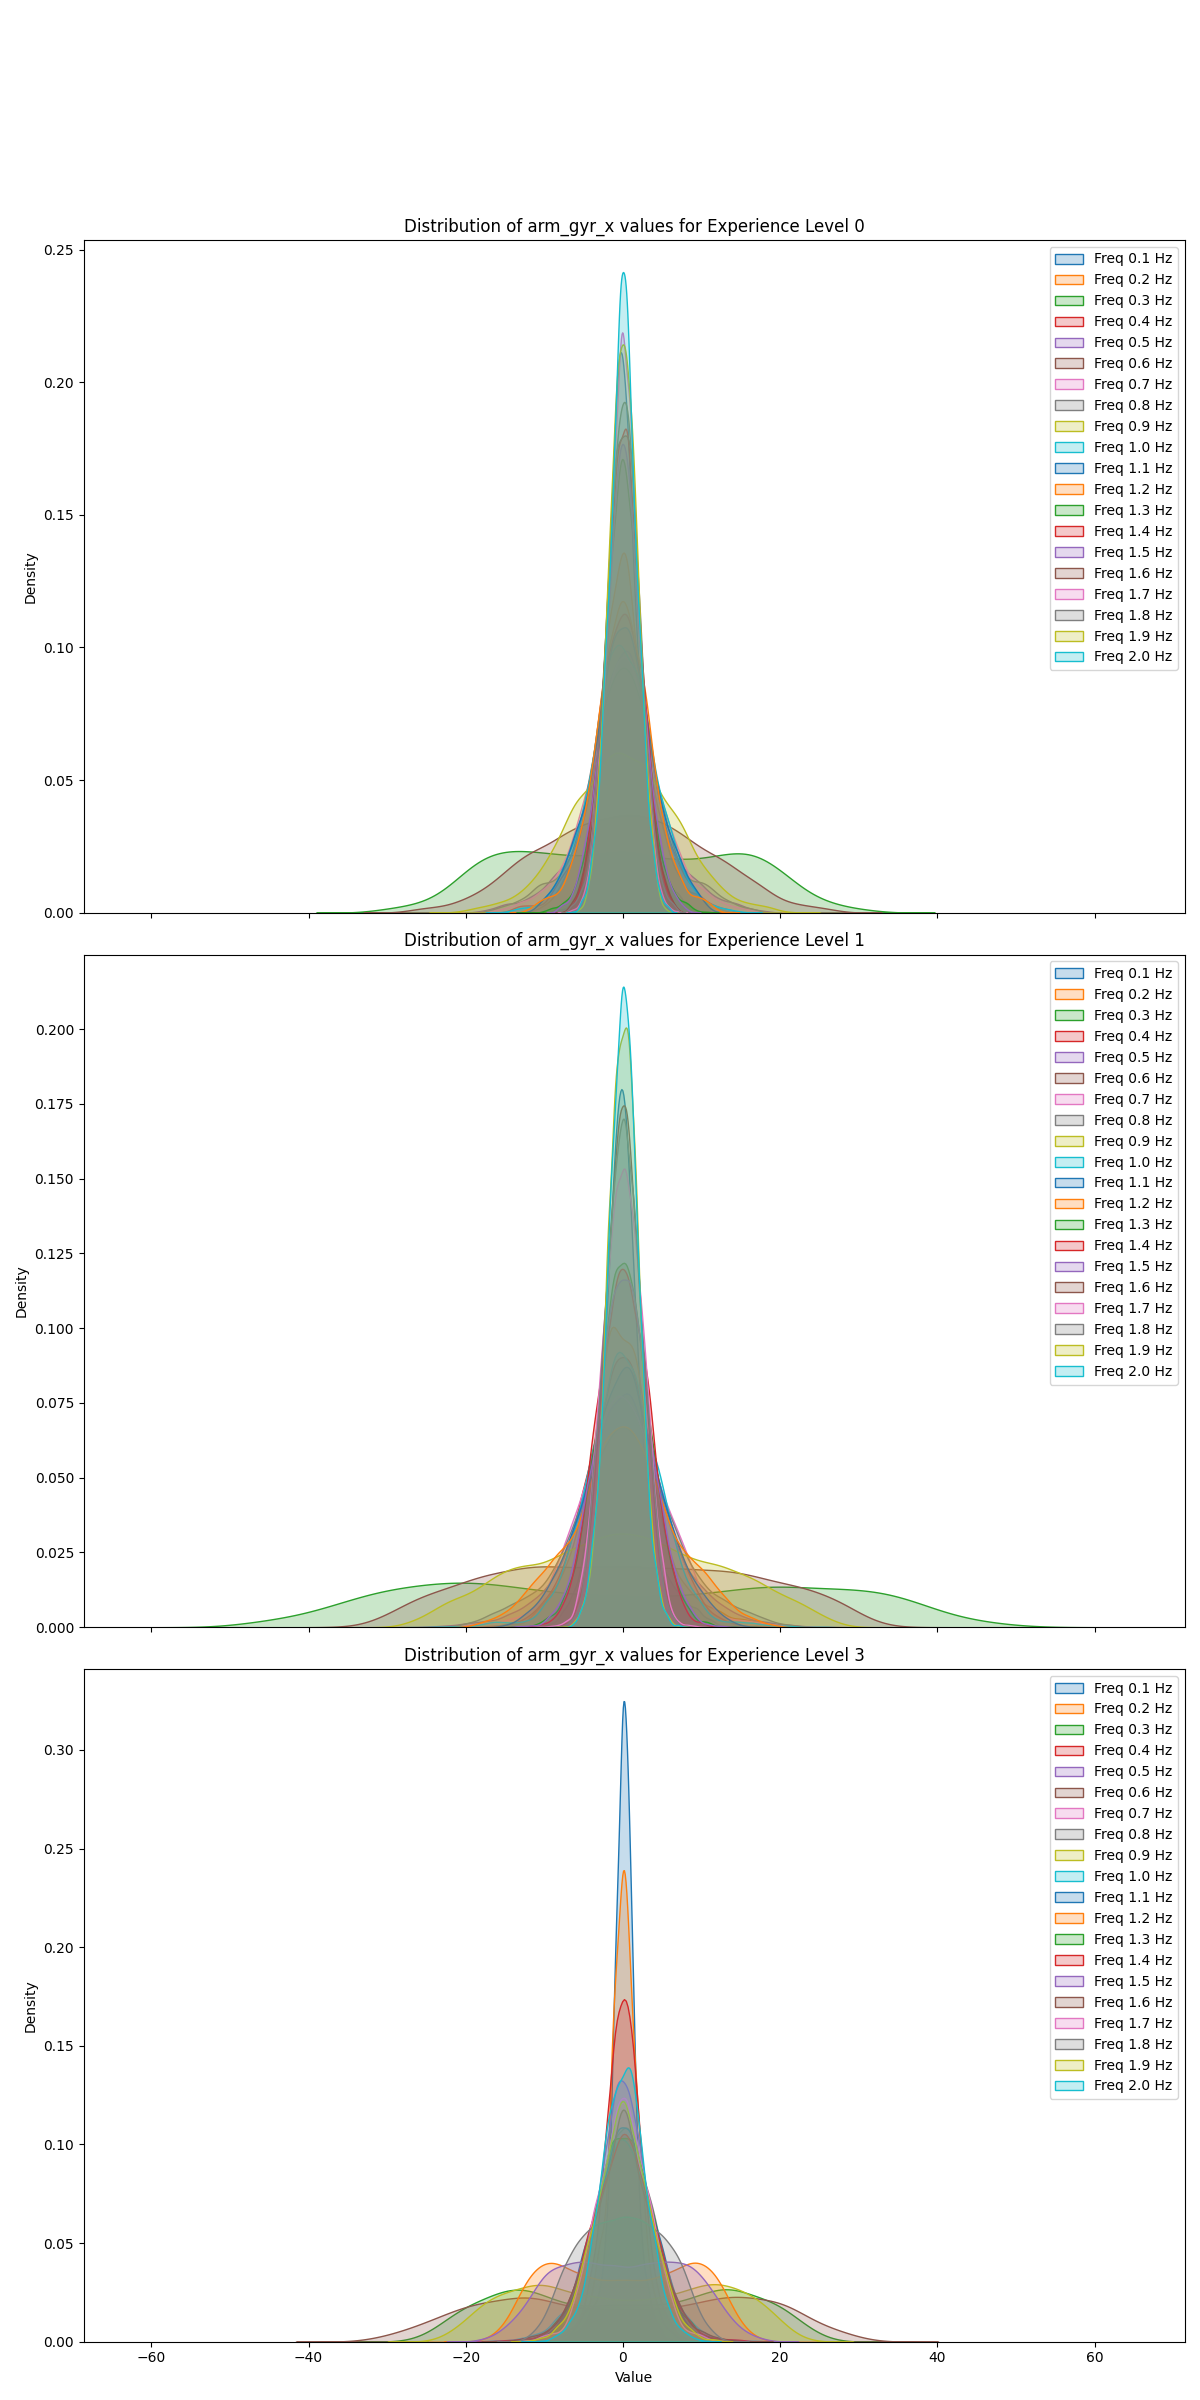 Distribution of arm_gyr_x values for Experience Level 0
0.25
0.20
0.15
0.10
0.05
0.00
Density
Freq 0.1 Hz
Freq 0.2 Hz
Freq 0.3 Hz
Freq 0.4 Hz
Freq 0.5 Hz
Freq 0.6 Hz
Freq 0.7 Hz
Freq 0.8 Hz
Freq 0.9 Hz
Freq 1.0 Hz
Freq 1.1 Hz
Freq 1.2 Hz
Freq 1.3 Hz
Freq 1.4 Hz
Freq 1.5 Hz
Freq 1.6 Hz
Freq 1.7 Hz
Freq 1.8 Hz
Freq 1.9 Hz
Freq 2.0 Hz
Distribution of arm_gyr_x values for Experience Level 1
0.200
0.175
0.150
0.125
0.100
0.075
0.050
0.025
0.000
Density
Freq 0.1 Hz
Freq 0.2 Hz
Freq 0.3 Hz
Freq 0.4 Hz
Freq 0.5 Hz
Freq 0.6 Hz
Freq 0.7 Hz
Freq 0.8 Hz
Freq 0.9 Hz
Freq 1.0 Hz
Freq 1.1 Hz
Freq 1.2 Hz
Freq 1.3 Hz
Freq 1.4 Hz
Freq 1.5 Hz
Freq 1.6 Hz
Freq 1.7 Hz
Freq 1.8 Hz
Freq 1.9 Hz
Freq 2.0 Hz
Distribution of arm_gyr_x values for Experience Level 3
0.30
0.25
0.20
0.15
0.10
0.05
0.00
Density
Freq 0.1 Hz
Freq 0.2 Hz
Freq 0.3 Hz
Freq 0.4 Hz
Freq 0.5 Hz
Freq 0.6 Hz
Freq 0.7 Hz
Freq 0.8 Hz
Freq 0.9 Hz
Freq 1.0 Hz
Freq 1.1 Hz
Freq 1.2 Hz
Freq 1.3 Hz
Freq 1.4 Hz
Freq 1.5 Hz
Freq 1.6 Hz
Freq 1.7 Hz
Freq 1.8 Hz
Freq 1.9 Hz
Freq 2.0 Hz
−60 −40 −20 0 20 40 60
Value